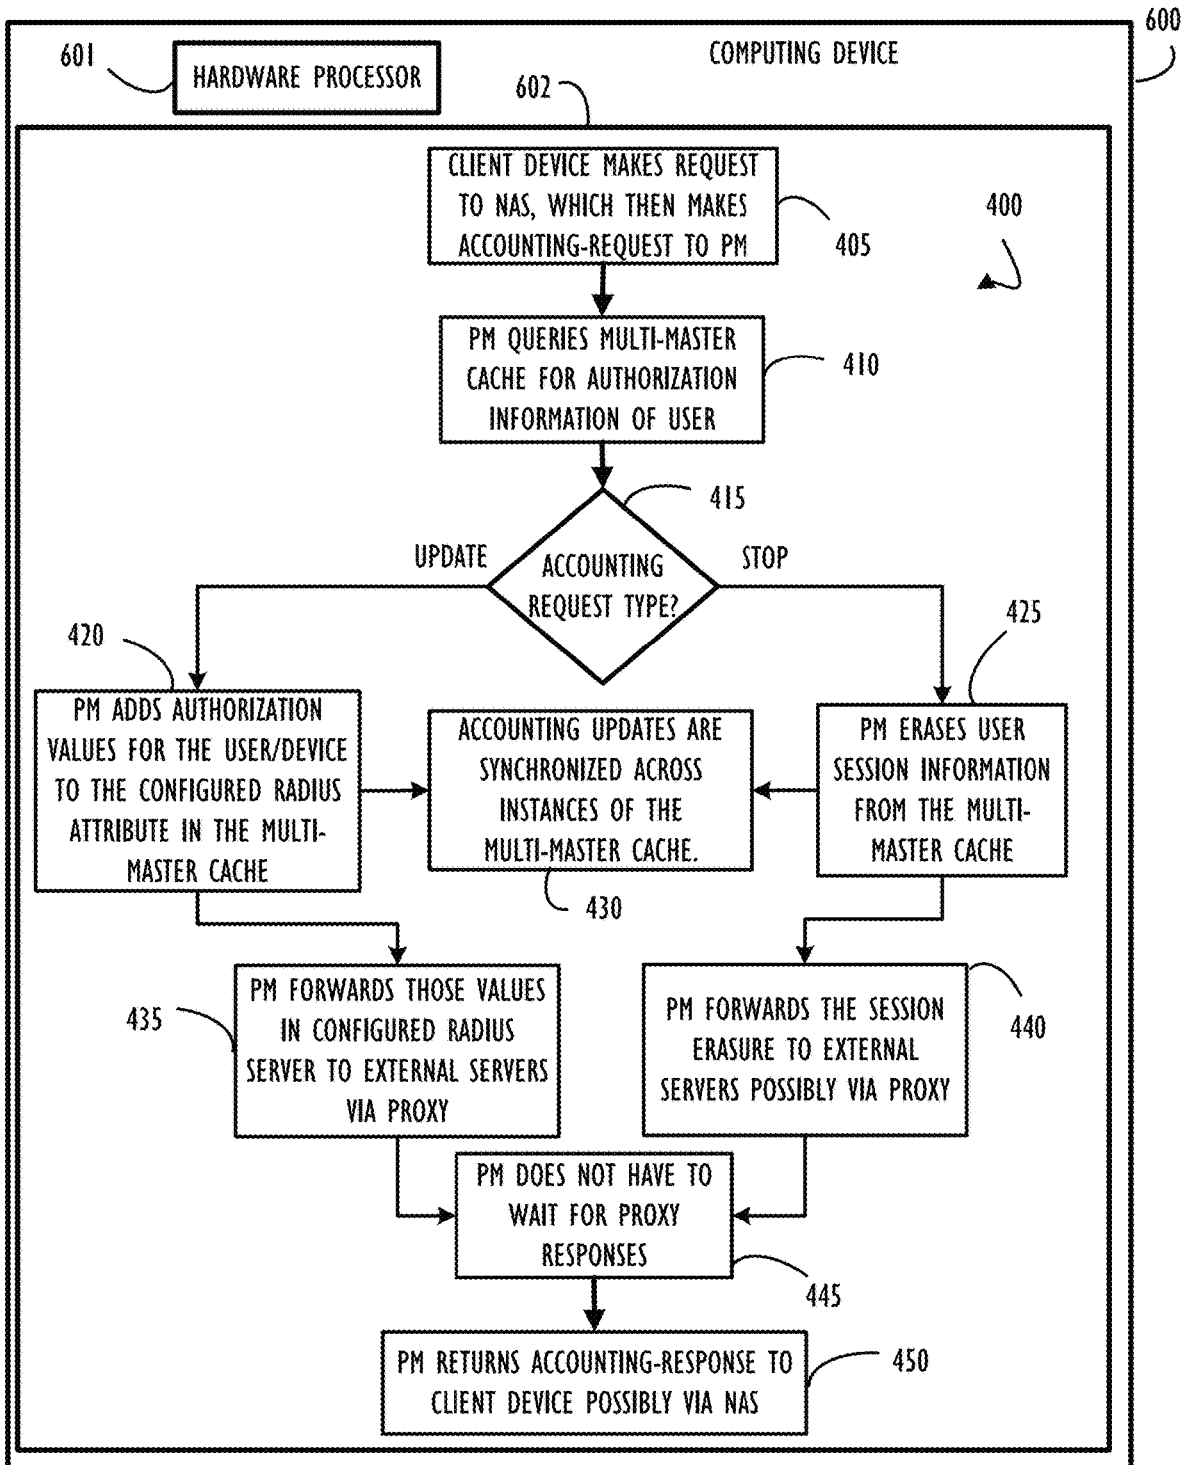 600
601
HARDWARE PROCESSOR
COMPUTING DEVICE
602
CLIENT DEVICE MAKES REQUEST
TO NAS, WHICH THEN MAKES
ACCOUNTING-REQUEST TO PM
405
400
PM QUERIES MULTI-MASTER
CACHE FOR AUTHORIZATION
INFORMATION OF USER
410
415
UPDATE
ACCOUNTING
REQUEST TYPE?
STOP
420
425
PM ADDS AUTHORIZATION
VALUES FOR THE USER/DEVICE
TO THE CONFIGURED RADIUS
ATTRIBUTE IN THE MULTI-
MASTER CACHE
ACCOUNTING UPDATES ARE
SYNCHRONIZED ACROSS
INSTANCES OF THE
MULTI-MASTER CACHE.
430
PM ERASES USER
SESSION INFORMATION
FROM THE MULTI-
MASTER CACHE
435
PM FORWARDS THOSE VALUES
IN CONFIGURED RADIUS
SERVER TO EXTERNAL SERVERS
VIA PROXY
PM FORWARDS THE SESSION
ERASURE TO EXTERNAL
SERVERS POSSIBLY VIA PROXY
440
PM DOES NOT HAVE TO
WAIT FOR PROXY
RESPONSES
445
PM RETURNS ACCOUNTING-RESPONSE TO
CLIENT DEVICE POSSIBLY VIA NAS
450